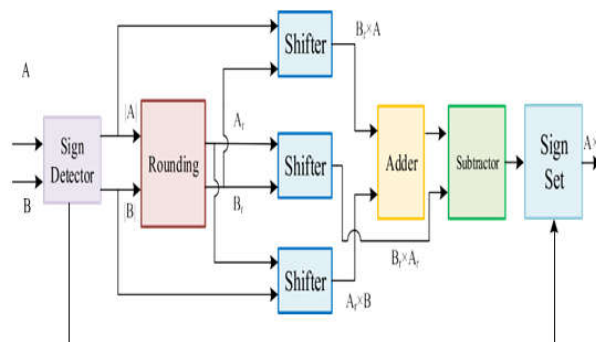 A
B
Sign
Detector
|A|
|B|
Rounding
Ar
Br
Shifter
Shifter
Shifter
Br×A
Br×Ar
Ar×B
Adder
Subtractor
Sign
Set
A×